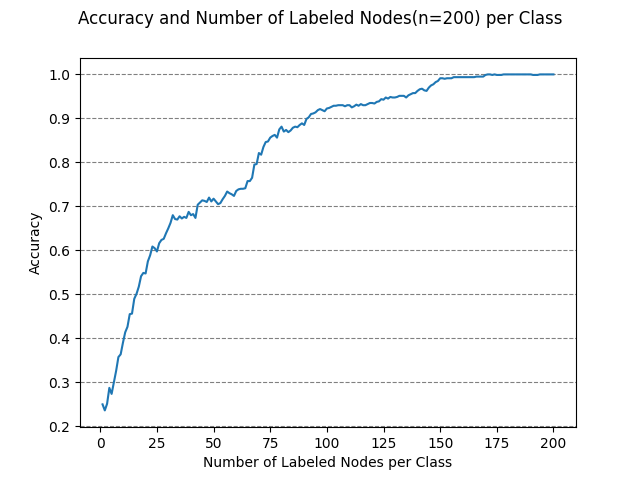 Accuracy and Number of Labeled Nodes(n=200) per Class
1.0
0.9
0.8
0.7
0.6
0.5
0.4
0.3
0.2
Accuracy
0 25 50 75 100 125 150 175 200
Number of Labeled Nodes per Class